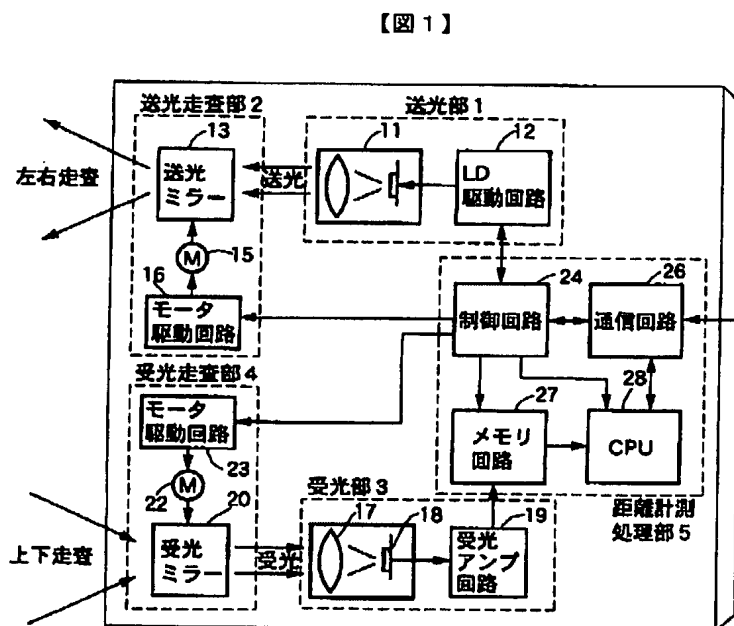 【図1】
送光走査部2
送光部1
13
11
12
送光
ミラー
送光
LD
駆動回路
左右走査
M
15
16
モータ
駆動回路
24
26
制御回路
通信回路
受光走査部4
モータ
駆動回路
23
27
28
メモリ
回路
CPU
M
22
20
受光部3
17
18
19
距離計測
処理部5
上下走査
受光
ミラー
受光
受光
アンプ
回路